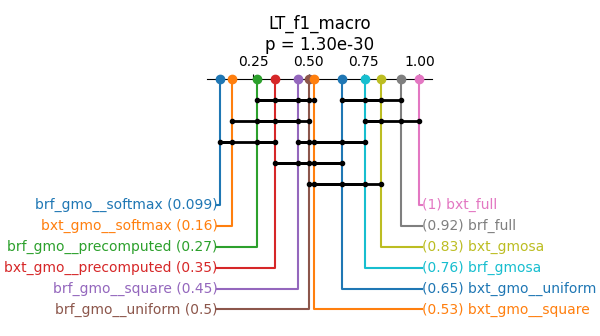 LT_f1_macro
p = 1.30e-30
0.25 0.50 0.75 1.00
brf_gmo__softmax (0.099) (1) bxt_full
bxt_gmo__softmax (0.16) (0.92) brf_full
brf_gmo__precomputed (0.27) (0.83) bxt_gmosa
bxt_gmo__precomputed (0.35) (0.76) brf_gmosa
brf_gmo__square (0.45) (0.65) bxt_gmo__uniform
brf_gmo__uniform (0.5) (0.53) bxt_gmo__square